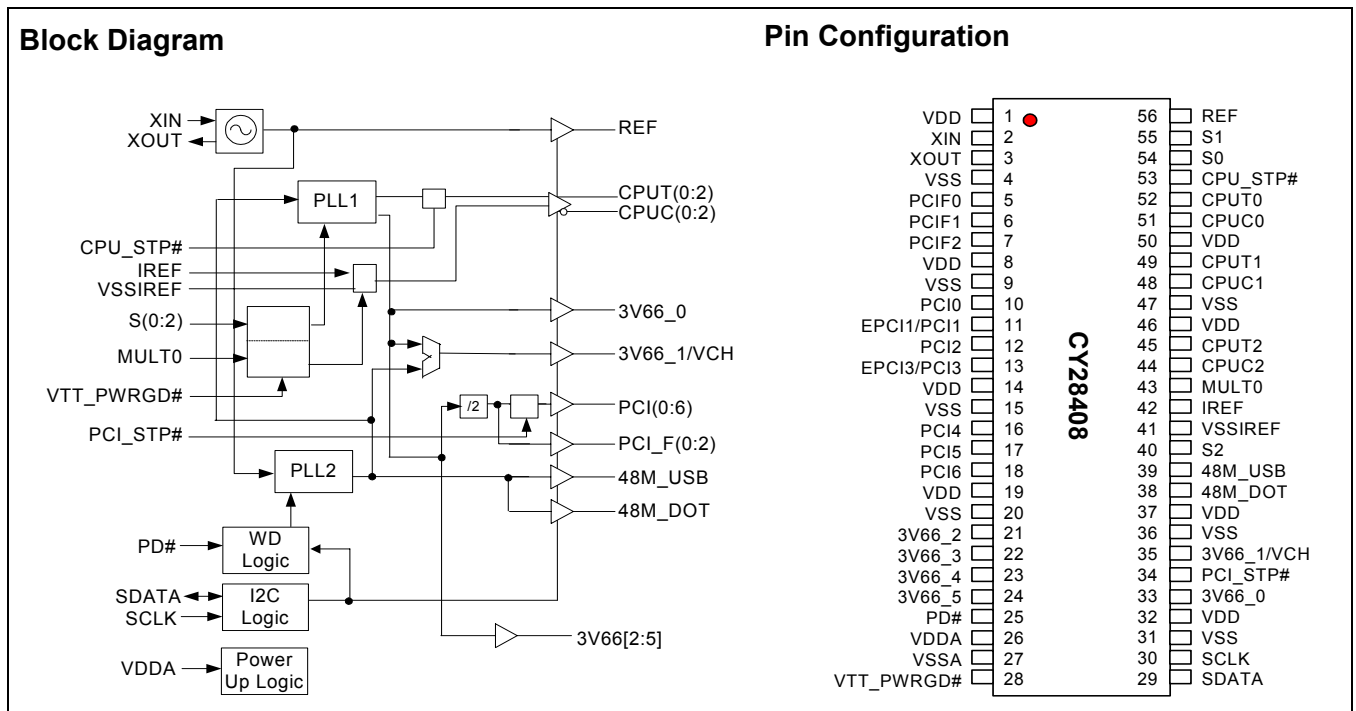 Block Diagram
XIN
XOUT
REF
PLL1
CPUT(0:2)
CPUC(0:2)
CPU_STP#
IREF
VSSIREF
S(0:2)
3V66_0
MULT0
3V66_1/VCH
VTT_PWRGD#
/2
PCI(0:6)
PCI_STP#
PCI_F(0:2)
PLL2
48M_USB
48M_DOT
PD#
WD
Logic
SDATA
SCLK
I2C
Logic
3V66[2:5]
VDDA
Power
Up Logic
Pin Configuration
VDD 1 56 REF
XIN 2 55 S1
XOUT 3 54 S0
VSS 4 53 CPU_STP#
PCIF0 5 52 CPUT0
PCIF1 6 51 CPUC0
PCIF2 7 50 VDD
VDD 8 49 CPUT1
VSS 9 48 CPUC1
PCI0 10 47 VSS
EPCI1/PCI1 11 46 VDD
PCI2 12 45 CPUT2
EPCI3/PCI3 13 44 CPUC2
VDD 14 43 MULT0
VSS 15 42 IREF
PCI4 16 41 VSSIREF
PCI5 17 40 S2
PCI6 18 39 48M_USB
VDD 19 38 48M_DOT
VSS 20 37 VDD
3V66_2 21 36 VSS
3V66_3 22 35 3V66_1/VCH
3V66_4 23 34 PCI_STP#
3V66_5 24 33 3V66_0
PD# 25 32 VDD
VDDA 26 31 VSS
VSSA 27 30 SCLK
VTT_PWRGD# 28 29 SDATA
CY28408